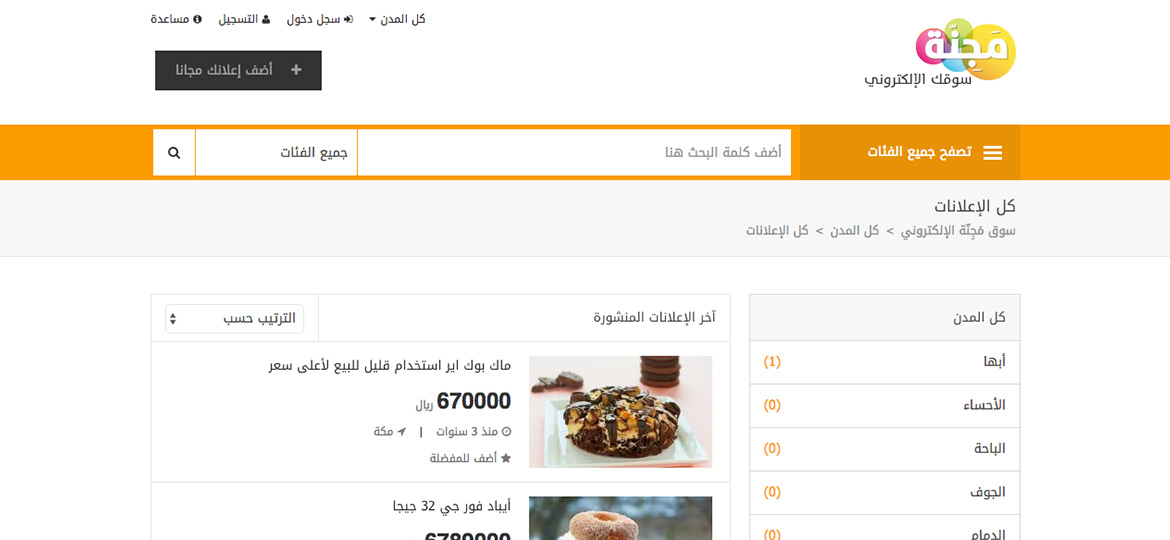 كل المدن
سجل دخول
التسجيل
مساعدة
مَجِنّة
سوقك الإلكتروني
أضف إعلانك مجانا
تصفح جميع الفئات
أضف كلمة البحث هنا
جميع الفئات
كل الإعلانات
سوق مَجِنّة الإلكتروني > كل المدن > كل الإعلانات
كل المدن
أبها (1)
الأحساء (0)
الباحة (0)
الجوف (0)
الدمام (0)
آخر الإعلانات المنشورة
الترتيب حسب
ماك بوك اير استخدام قليل للبيع لأعلى سعر
670000 ريال
منذ 3 سنوات | مكة
أضف للمفضلة
أيباد فور جي 32 جيجا
6789000